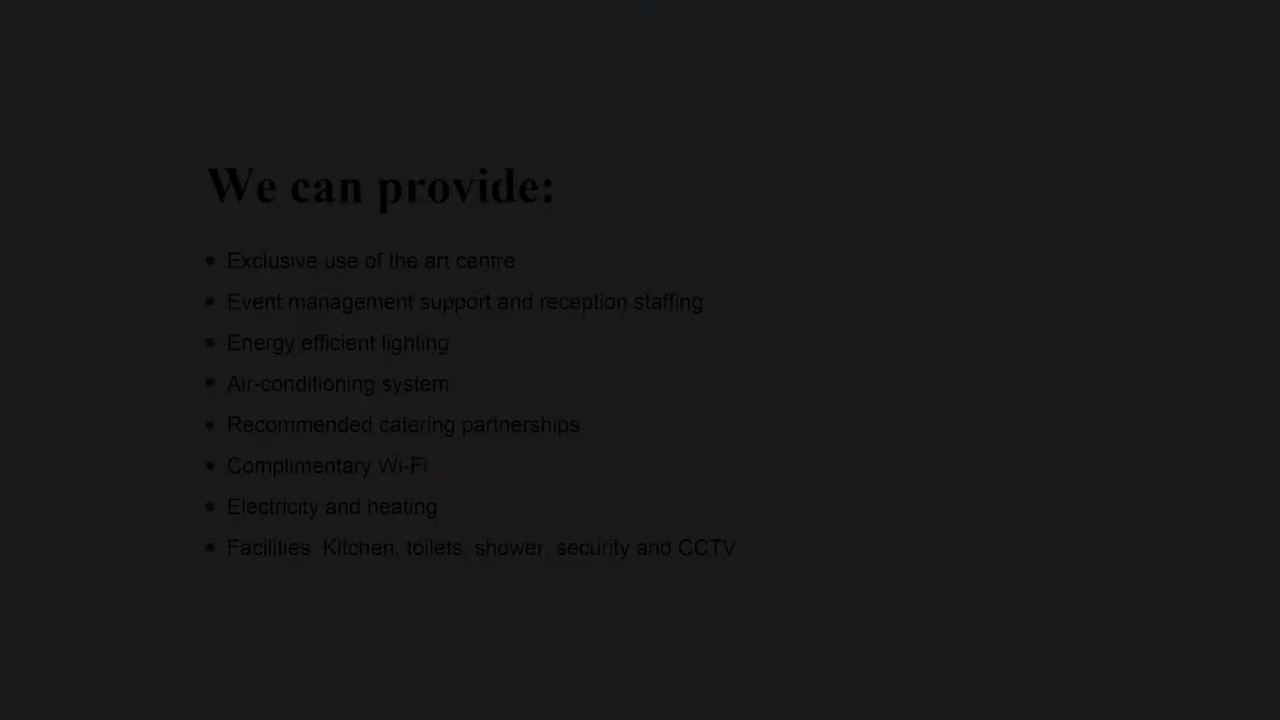 We can provide:
• Exclusive use of the art centre
• Event management support and reception staffing
• Energy efficient lighting
• Air-conditioning system
• Recommended catering partnerships
• Complimentary Wi-Fi
• Electricity and heating
• Facilities: Kitchen, toilets, shower, security and CCTV